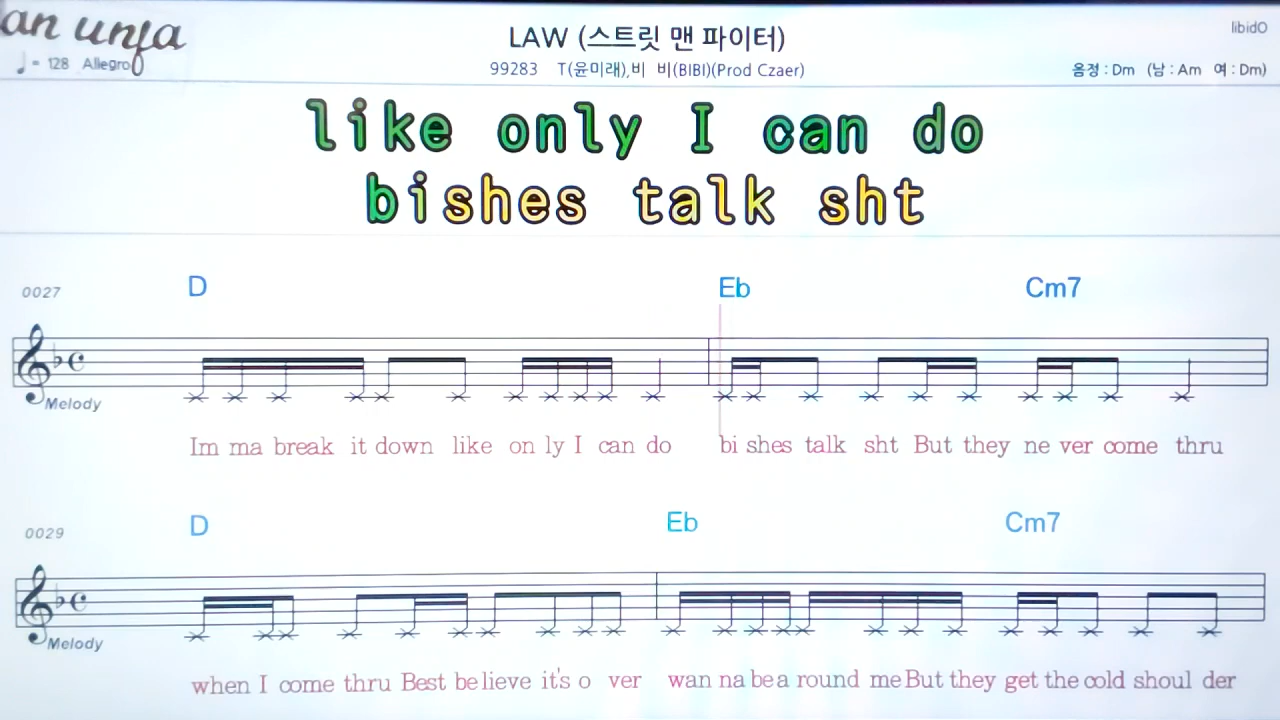 an unfa
LAW (스트릿 맨 파이터)
libidO
♩= 128 Allegro
99283 T(윤미래),비 비(BIBI)(Prod Czaer)
음정 : Dm (남 : Am 여 : Dm)
like only I can do
bishes talk sht
0027 D Eb Cm7
Melody
Im ma break it down like on ly I can do bi shes talk sht But they ne ver come thru
0029 D Eb Cm7
Melody
when I come thru Best be lieve it's o ver wan na be a round me But they get the cold shoul der